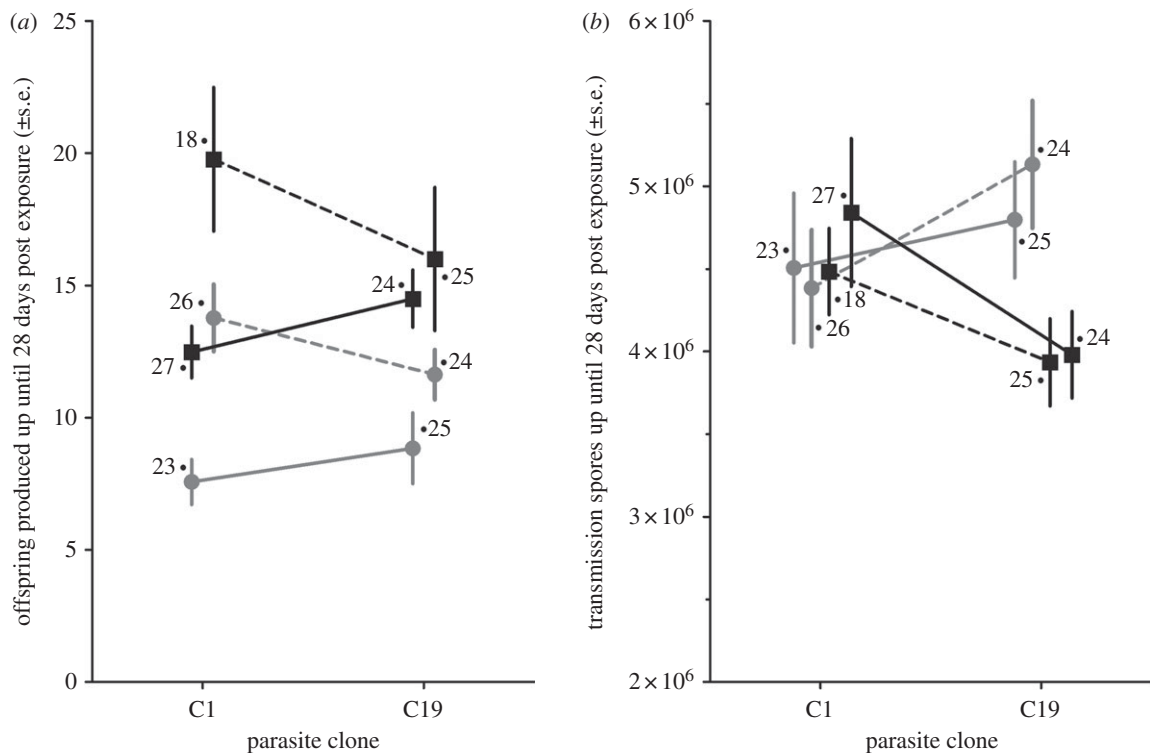 (a)
offspring produced up until 28 days post exposure (±s.e.)
25
20
15
10
5
0
18
26
27
23
24
25
24
25
C1
C19
parasite clone
(b)
transmission spores up until 28 days post exposure (±s.e.)
6 × 10⁶
5 × 10⁶
4 × 10⁶
3 × 10⁶
2 × 10⁶
27
23
18
26
24
25
24
25
C1
C19
parasite clone